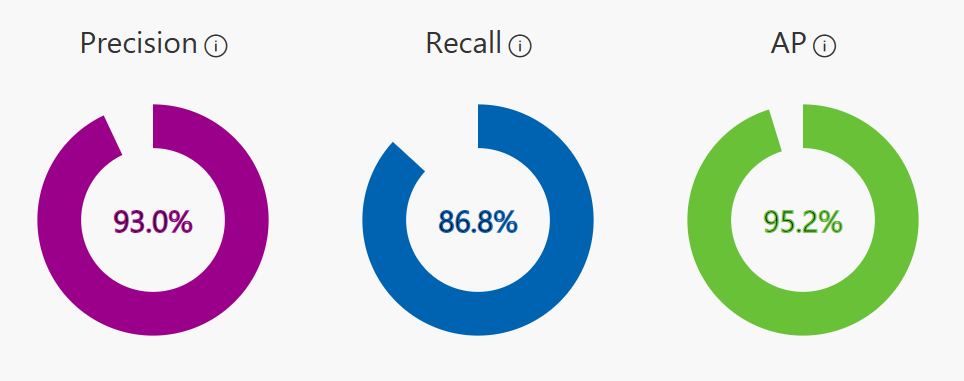 Precision ⓘ
Recall ⓘ
AP ⓘ
93.0%
86.8%
95.2%